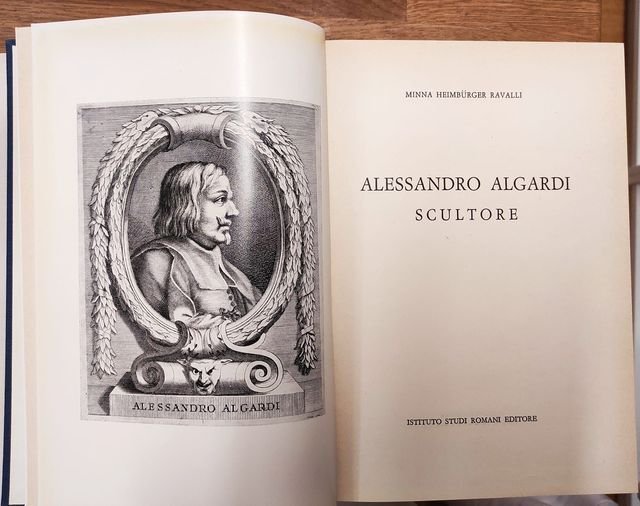 ALESSANDRO ALGARDI
MINNA HEIMBÜRGER RAVALLI
ALESSANDRO ALGARDI
SCULTORE
ISTITUTO STUDI ROMANI EDITORE